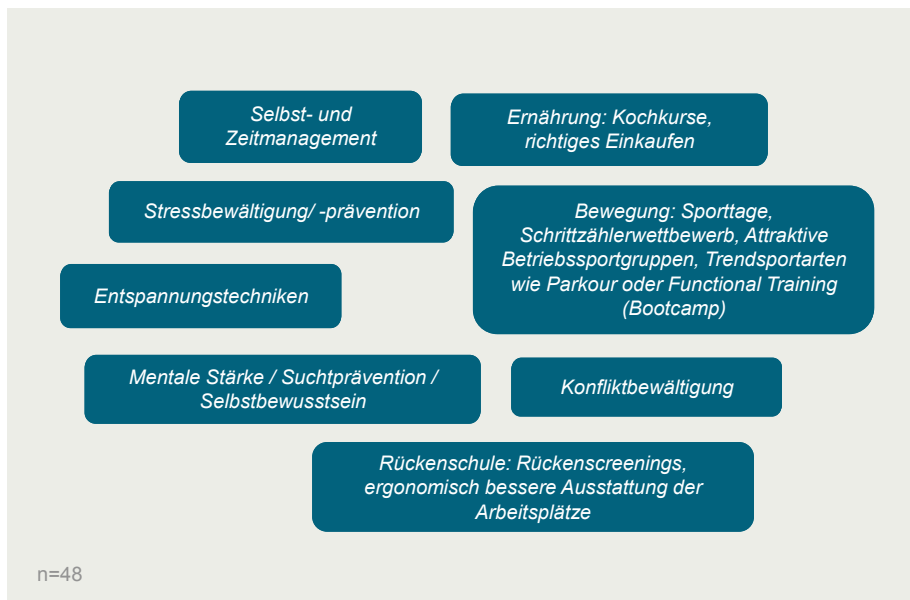 Selbst- und
Zeitmanagement
Ernährung: Kochkurse,
richtiges Einkaufen
Stressbewältigung/ -prävention
Bewegung: Sporttage,
Schrittzählerwettbewerb, Attraktive
Betriebssportgruppen, Trendsportarten
wie Parkour oder Functional Training
(Bootcamp)
Entspannungstechniken
Mentale Stärke / Suchtprävention /
Selbstbewusstsein
Konfliktbewältigung
Rückenschule: Rückenscreenings,
ergonomisch bessere Ausstattung der
Arbeitsplätze
n=48